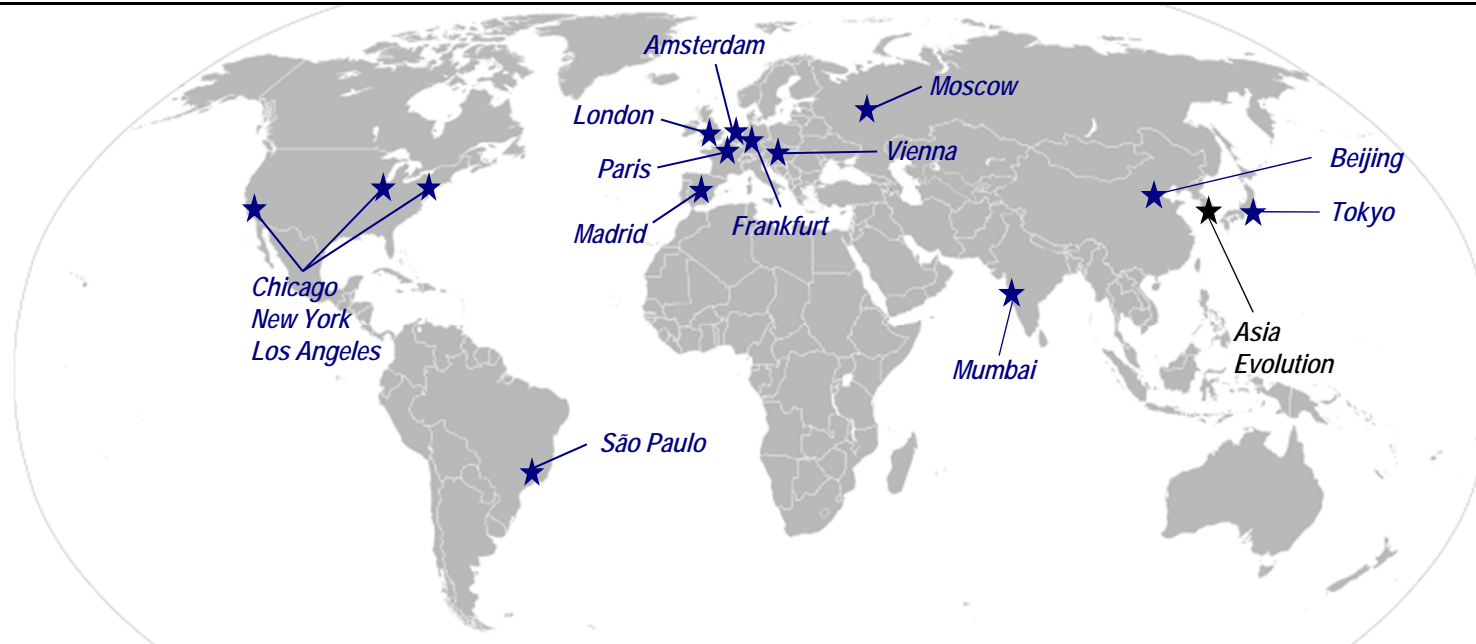 Amsterdam
Moscow
London
Vienna
Beijing
Paris
Tokyo
Madrid
Frankfurt
Chicago
New York
Los Angeles
Asia
Evolution
Mumbai
São Paulo